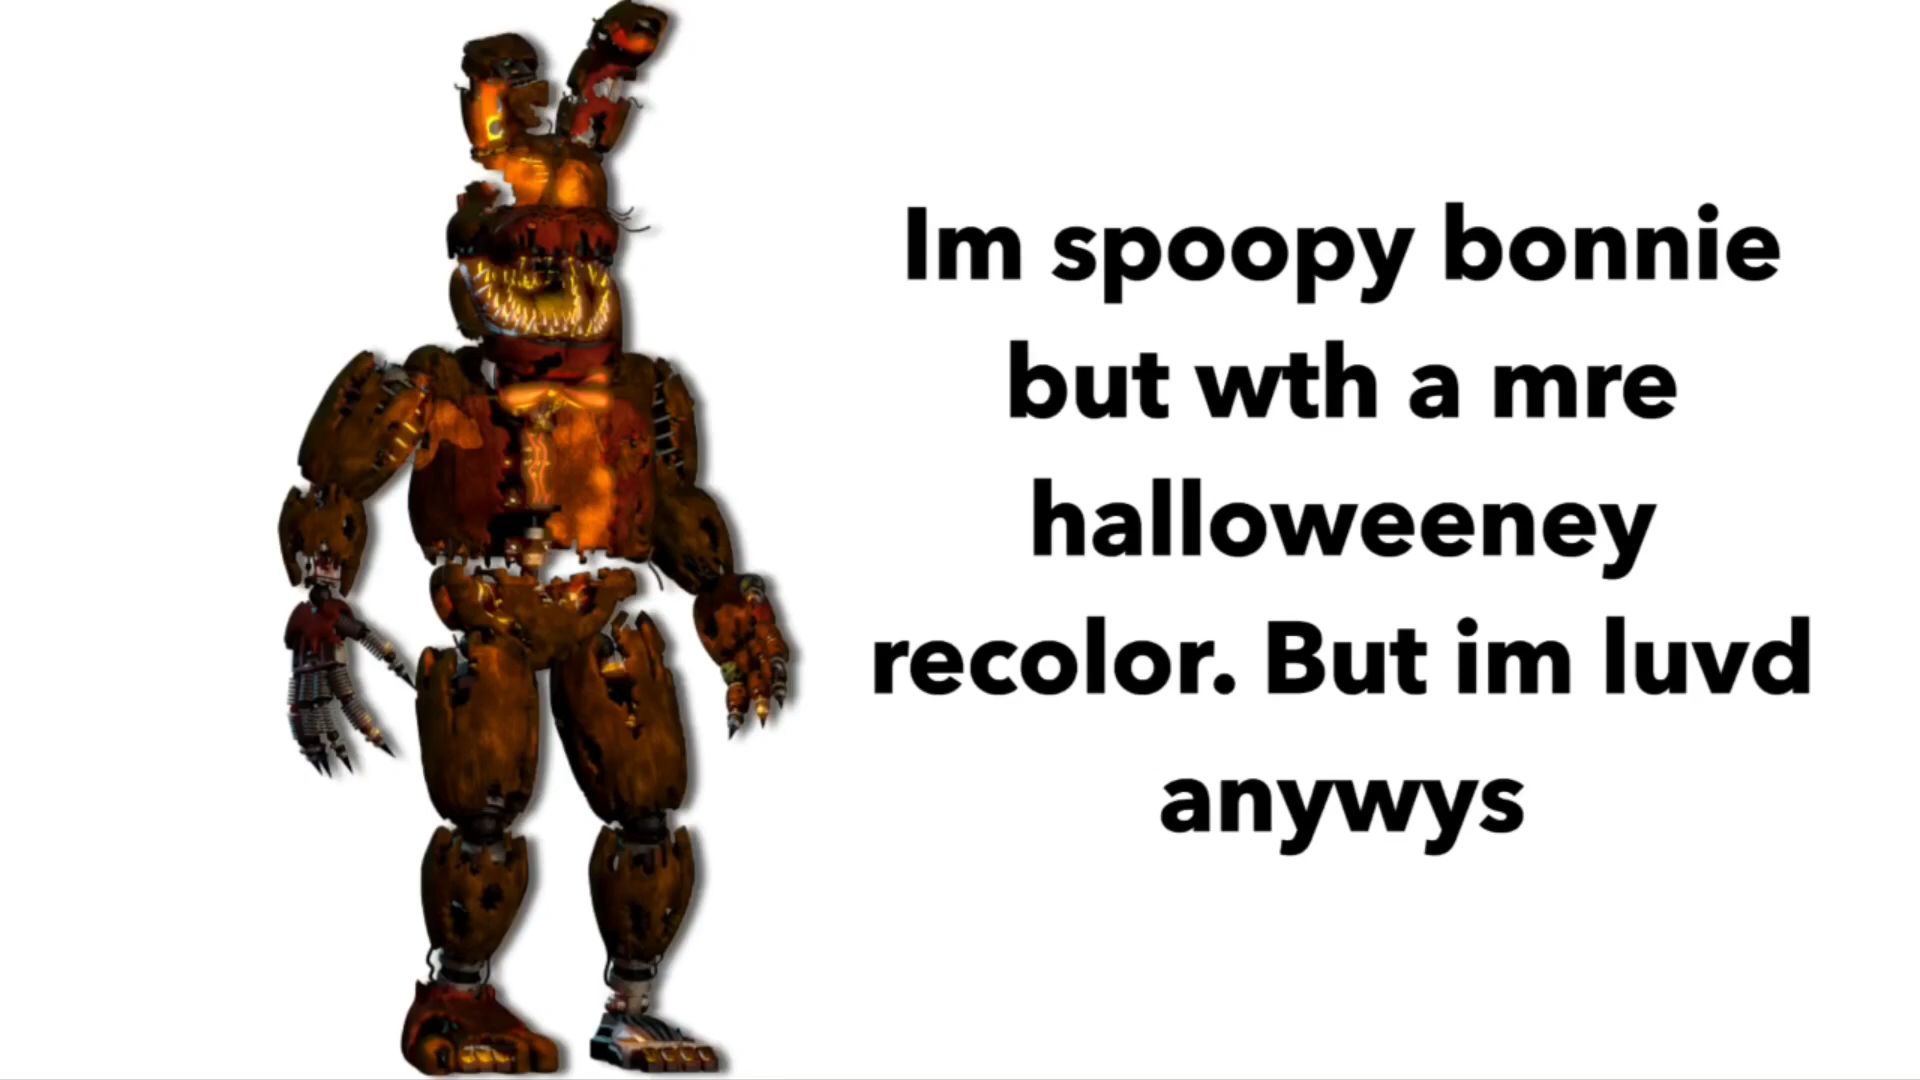 Im spoopy bonnie
but wth a mre
halloweeney
recolor. But im luvd
anywys